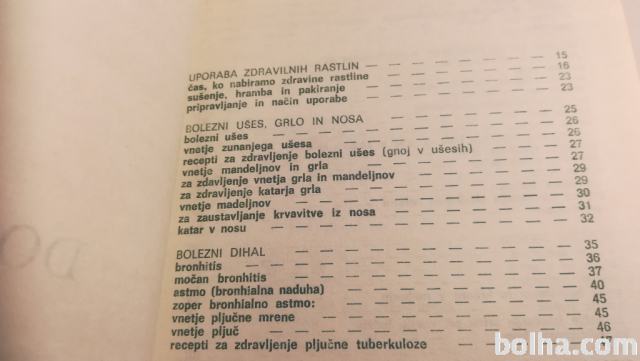 UPORABA ZDRAVILNIH RASTLIN — — — — — — — 15
čas, ko nabiramo zdravine rastline — — — — — — 16
sušenje, hramba in pakiranje — — — — — — — 23
pripravljanje in način uporabe — — — — — — — 23
BOLEZNI UŠES, GRLO IN NOSA — — — — — — — 25
bolezni ušes — — — — — — — — — 26
vnetje zunanjega ušesa — — — — — — — — 26
recepti za zdravljenje bolezni ušes (gnoj v ušesih) — — — 27
vnetje mandeljnov in grla — — — — — — — 27
za zdavljenje vnetja grla in mandeljnov — — — — — 29
za zdravljenje katarja grla — — — — — — — 29
vnetje madeljnov — — — — — — — — 30
za zaustavljanje krvavitve iz nosa — — — — — — 31
katar v nosu — — — — — — — — — 32
BOLEZNI DIHAL — — — — — — — — — 35
bronhitis — — — — — — — — — — 36
močan bronhitis — — — — — — — — — 37
astmo (bronhialna naduha) — — — — — — — 40
zoper bronhialno astmo: — — — — — — — 45
vnetje pljučne mrene — — — — — — — — 45
vnetje pljuč — — — — — — — — — 46
recepti za zdravljenje pljučne tuberkuloze — — — —
bolha.com
DO